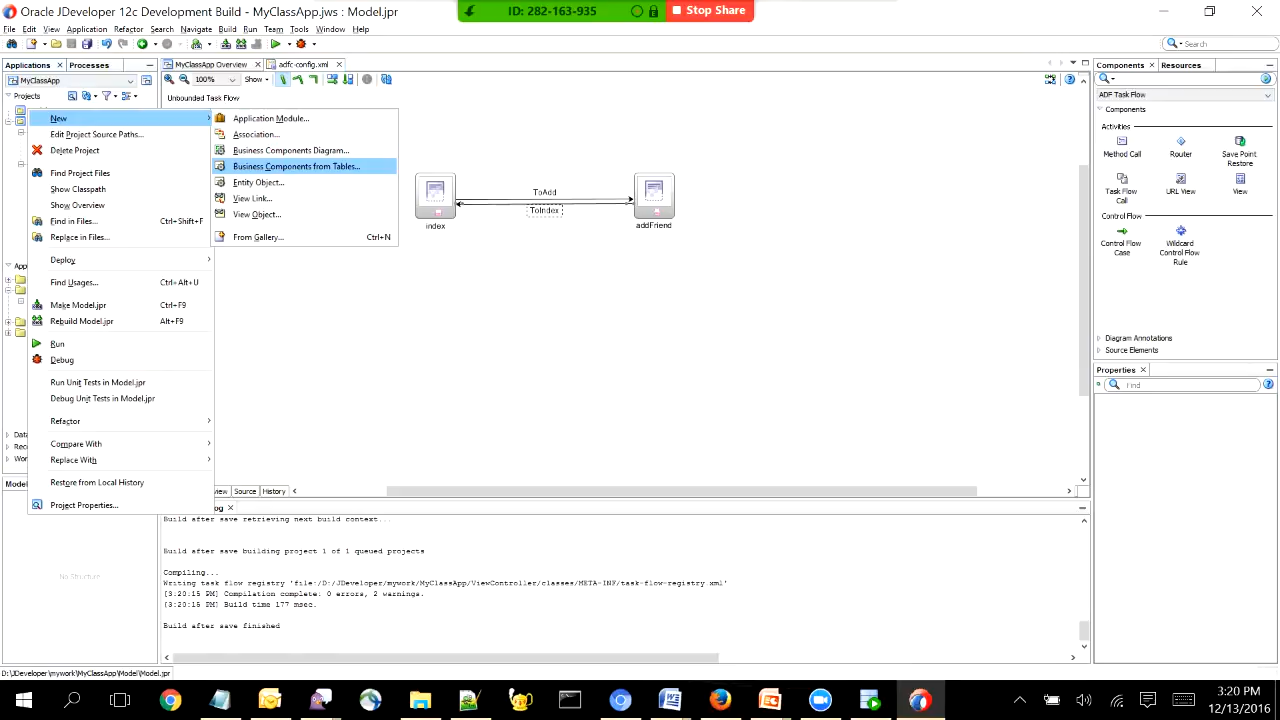 Oracle JDeveloper 12c Development Build - MyClassApp.jws : Model.jpr
ID: 282-163-935
Stop Share
File Edit View Application Refactor Search Navigate Build Run Team Tools Window Help
Search
Applications
Processes
MyClassApp Overview
adfc-config.xml
Components
Resources
MyClassApp
100%
Show
ADF Task Flow
Projects
Unbounded Task Flow
Components
New
Edit Project Source Paths...
Delete Project
Find Project Files
Show Classpath
Show Overview
Find in Files... Ctrl+Shift+F
Replace in Files...
Deploy
Find Usages... Ctrl+Alt+U
Make Model.jpr Ctrl+F9
Rebuild Model.jpr Alt+F9
Run
Debug
Run Unit Tests in Model.jpr
Debug Unit Tests in Model.jpr
Refactor
Compare With
Replace With
Restore from Local History
Project Properties...
Application Module...
Association...
Business Components Diagram...
Business Components from Tables...
Entity Object...
View Link...
View Object...
From Gallery... Ctrl+N
ToAdd
ToIndex
index
addFriend
Activities
Method Call
Router
Save Point Restore
Task Flow Call
URL View
View
Control Flow
Control Flow Case
Wildcard Control Flow Rule
Diagram Annotations
Source Elements
Properties
Find
Source
History
No Structure
Build after save retrieving next build context...
Build after save building project 1 of 1 queued projects
Compiling...
Writing task flow registry 'file:/D:/JDeveloper/mywork/MyClassApp/ViewController/classes/META-INF/task-flow-registry.xml'
[3:20:15 PM] Compilation complete: 0 errors, 2 warnings.
[3:20:15 PM] Build time 177 msec.
Build after save finished
D:\JDeveloper\mywork\MyClassApp\Model\Model.jpr
3:20 PM
12/13/2016